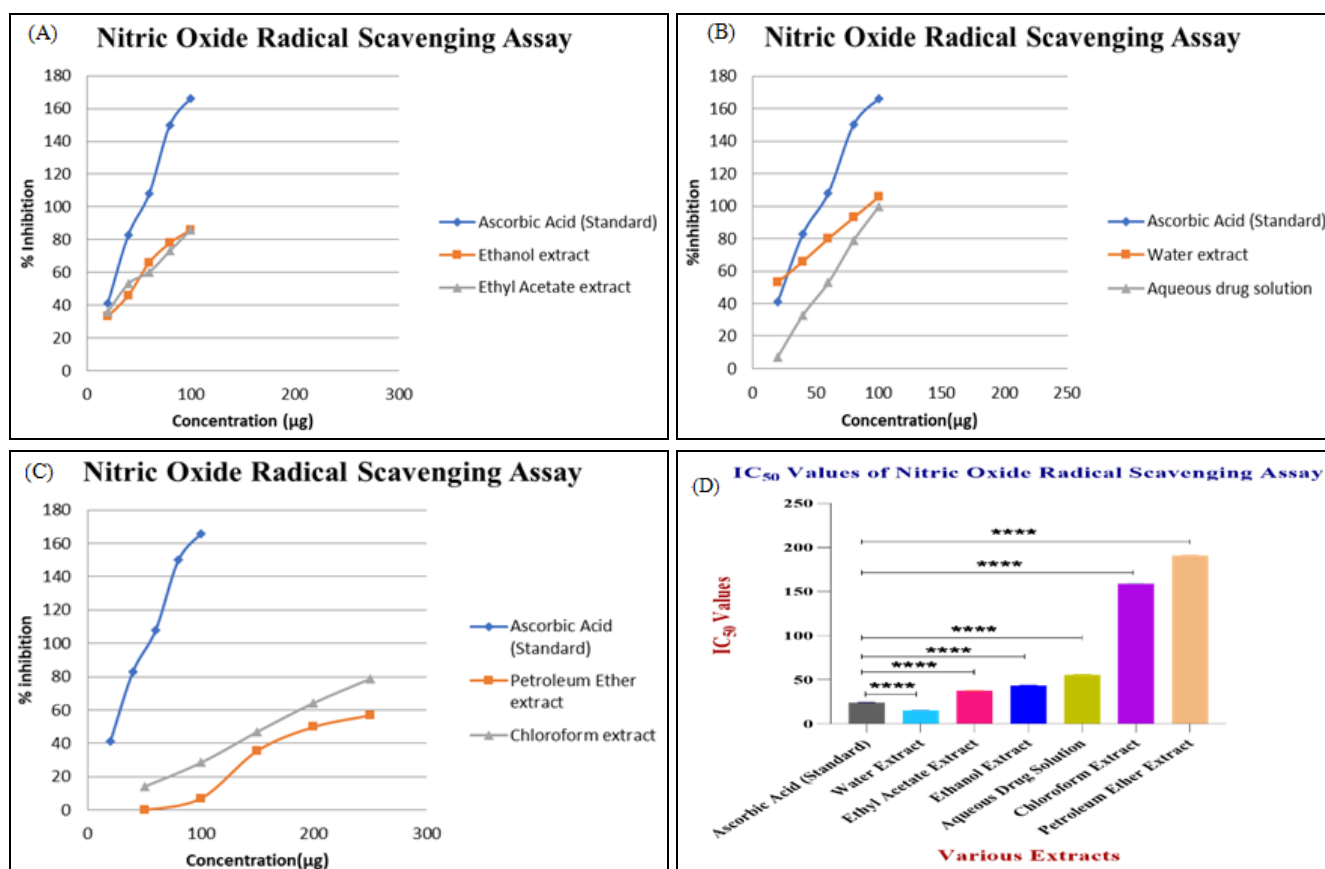 (A)
Nitric Oxide Radical Scavenging Assay
180
160
140
120
100
80
60
40
20
0
% Inhibition
0 100 200 300
Concentration (µg)
Ascorbic Acid (Standard)
Ethanol extract
Ethyl Acetate extract
(B)
Nitric Oxide Radical Scavenging Assay
180
160
140
120
100
80
60
40
20
0
%inhibition
0 50 100 150 200 250
Concentration(µg)
Ascorbic Acid (Standard)
Water extract
Aqueous drug solution
(C)
Nitric Oxide Radical Scavenging Assay
180
160
140
120
100
80
60
40
20
0
% inhibition
0 100 200 300
Concentration(µg)
Ascorbic Acid
(Standard)
Petroleum Ether
extract
Chloroform extract
(D)
IC₅₀ Values of Nitric Oxide Radical Scavenging Assay
250
200
150
100
50
0
IC₅₀ Values
****
****
****
****
****
****
Ascorbic Acid (Standard)
Water Extract
Ethyl Acetate Extract
Ethanol Extract
Aqueous Drug Solution
Chloroform Extract
Petroleum Ether Extract
Various Extracts